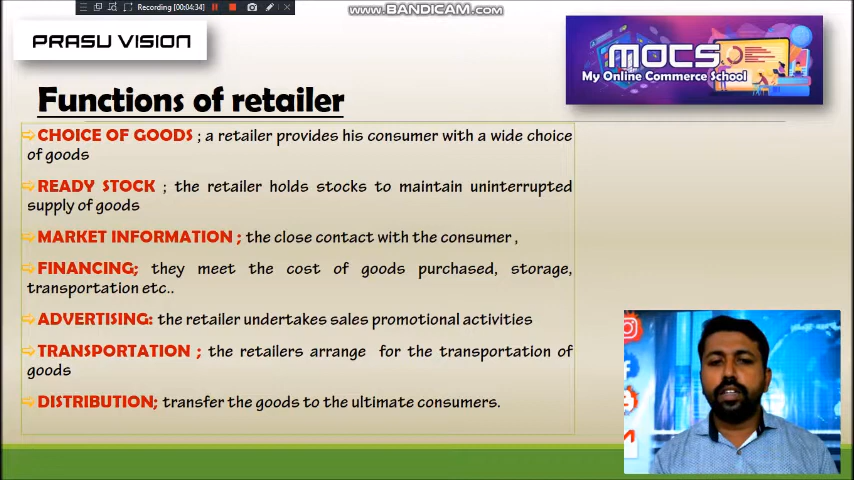 Recording [00:04:34]
www.BANDICAM.com
PRASU VISION
MOCS
My Online Commerce School
Functions of retailer
CHOICE OF GOODS ; a retailer provides his consumer with a wide choice
of goods
READY STOCK ; the retailer holds stocks to maintain uninterrupted
supply of goods
MARKET INFORMATION ; the close contact with the consumer ,
FINANCING; they meet the cost of goods purchased, storage,
transportation etc..
ADVERTISING: the retailer undertakes sales promotional activities
TRANSPORTATION ; the retailers arrange for the transportation of
goods
DISTRIBUTION; transfer the goods to the ultimate consumers.